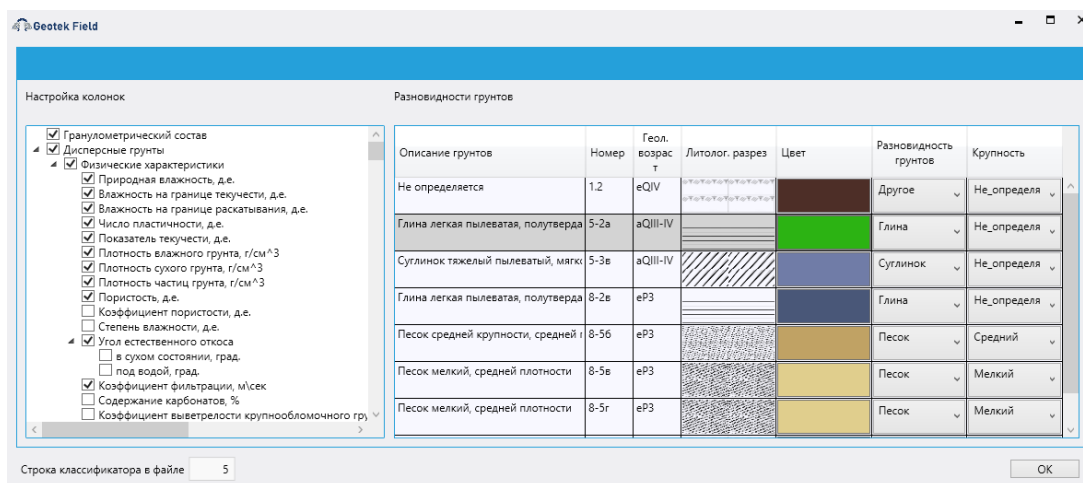 Geotek Field
Настройка колонок
Гранулометрический состав
Дисперсные грунты
Физические характеристики
Природная влажность, д.е.
Влажность на границе текучести, д.е.
Влажность на границе раскатывания, д.е.
Число пластичности, д.е.
Показатель текучести, д.е.
Плотность влажного грунта, г/см^3
Плотность сухого грунта, г/см^3
Плотность частиц грунта, г/см^3
Пористость, д.е.
Коэффициент пористости, д.е.
Степень влажности, д.е.
Угол естественного откоса
в сухом состоянии, град.
под водой, град.
Коэффициент фильтрации, м\сек
Содержание карбонатов, %
Коэффициент выветрелости крупнообломочного гру
Разновидности грунтов
Описание грунтов Номер Геол. возраст Литолог. разрез Цвет Разновидность грунтов Крупность
Не определяется 1.2 eQIV Другое Не_определя
Глина легкая пылеватая, полутверда 5-2а aQIII-IV Глина Не_определя
Суглинок тяжелый пылеватый, мягко 5-3в aQIII-IV Суглинок Не_определя
Глина легкая пылеватая, полутверда 8-2в eP3 Глина Не_определя
Песок средней крупности, средней п 8-5б eP3 Песок Средний
Песок мелкий, средней плотности 8-5в eP3 Песок Мелкий
Песок мелкий, средней плотности 8-5г eP3 Песок Мелкий
Строка классификатора в файле 5
ОК